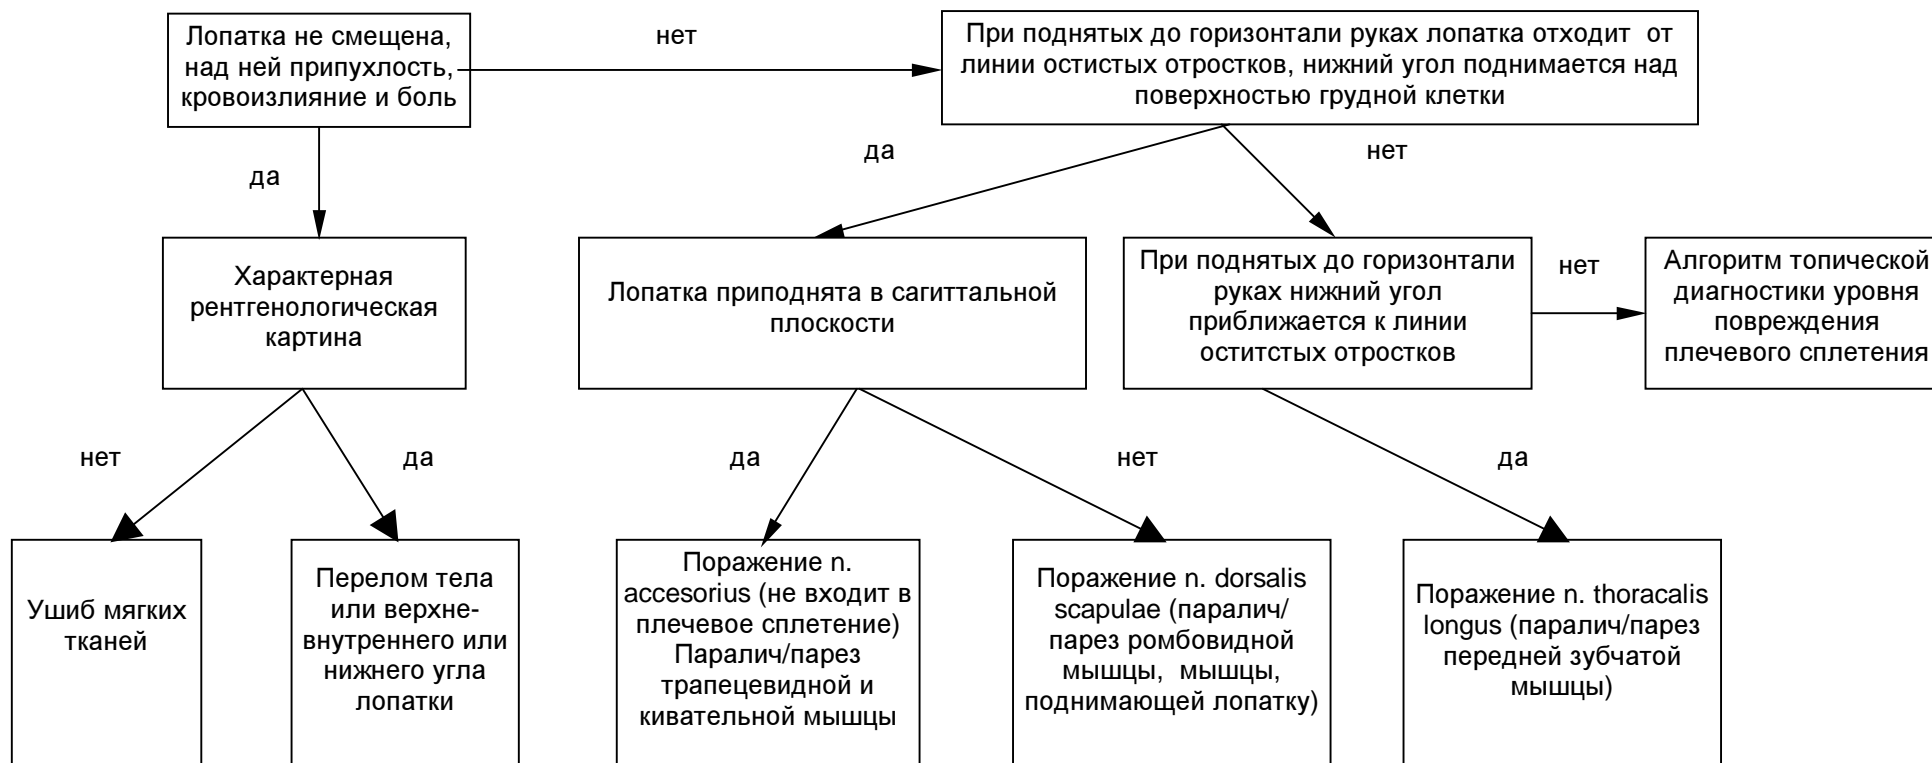 Лопатка не смещена,
над ней припухлость,
кровоизлияние и боль
нет
При поднятых до горизонтали руках лопатка отходит от
линии остистых отростков, нижний угол поднимается над
поверхностью грудной клетки
да
да
нет
Характерная
рентгенологическая
картина
Лопатка приподнята в сагиттальной
плоскости
При поднятых до горизонтали
руках нижний угол
приближается к линии
оститстых отростков
нет
Алгоритм топической
диагностики уровня
повреждения
плечевого сплетения
нет
да
да
нет
да
Ушиб мягких
тканей
Перелом тела
или верхне-
внутреннего или
нижнего угла
лопатки
Поражение n.
accesorius (не входит в
плечевое сплетение)
Паралич/парез
трапецевидной и
кивательной мышцы
Поражение n. dorsalis
scapulae (паралич/
парез ромбовидной
мышцы, мышцы,
поднимающей лопатку)
Поражение n. thoracalis
longus (паралич/парез
передней зубчатой
мышцы)